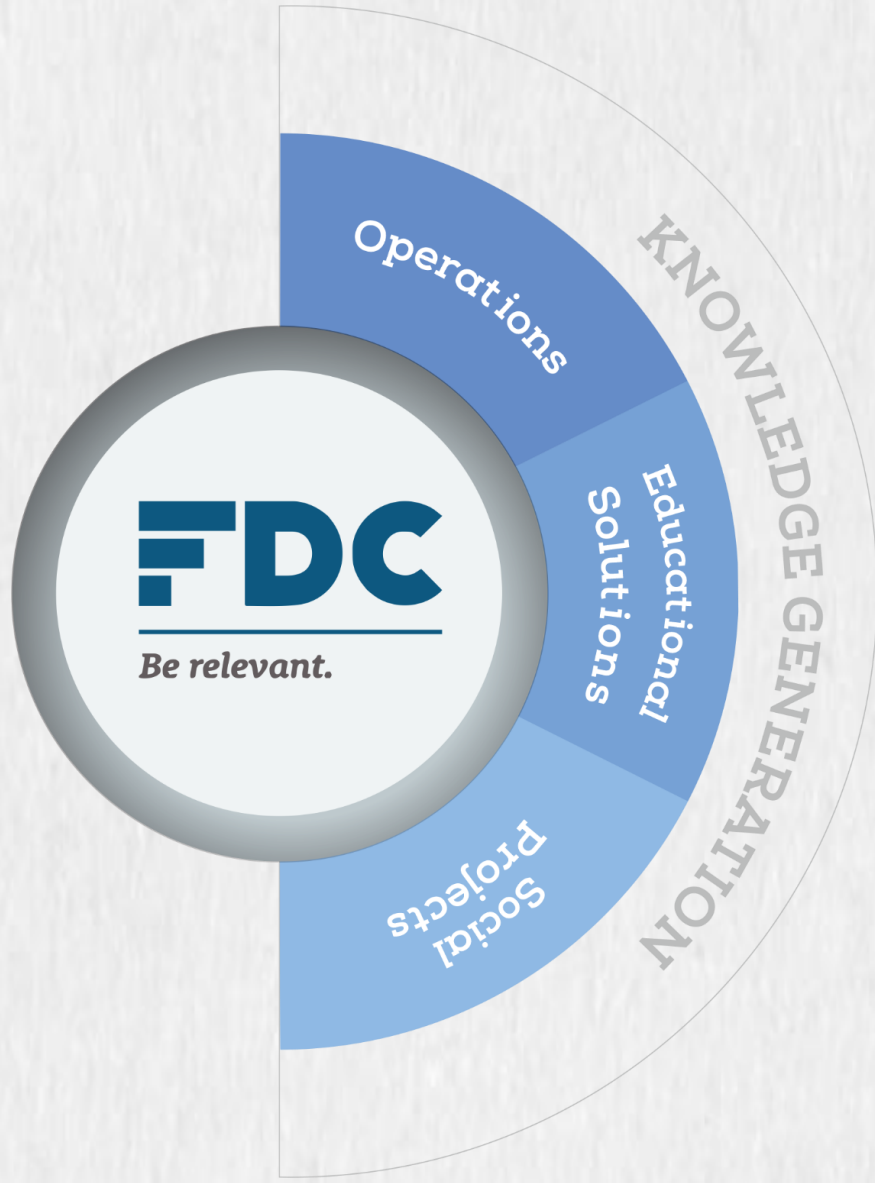 FDC
Be relevant.
Operations
Educational
Solutions
Social
Projects
KNOWLEDGE GENERATION